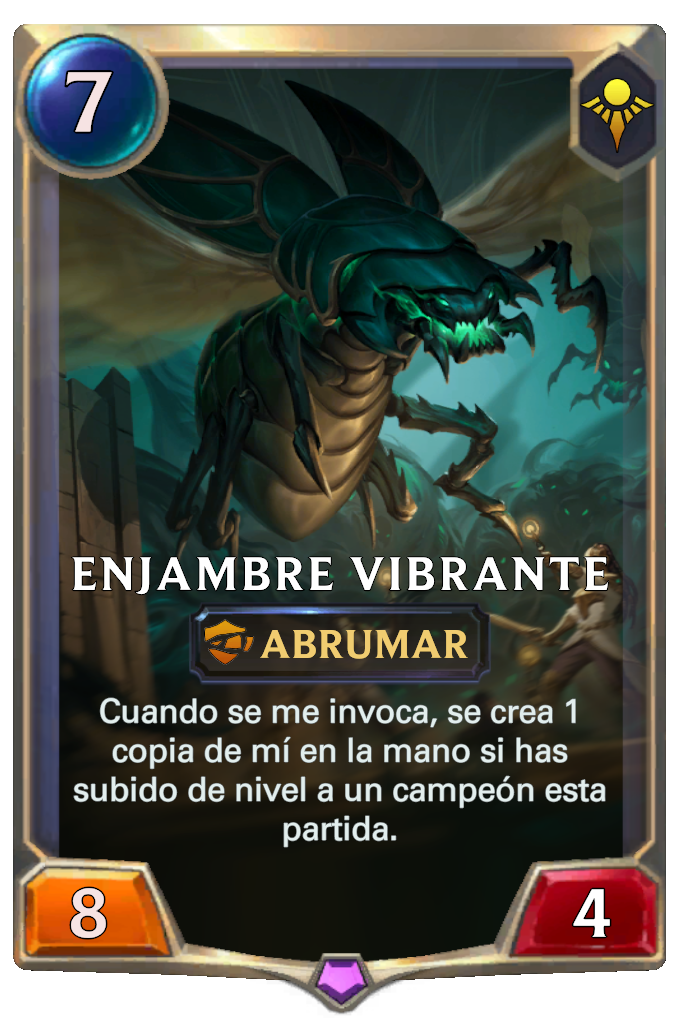 7
ENJAMBRE VIBRANTE
ABRUMAR
Cuando se me invoca, se crea 1
copia de mí en la mano si has
subido de nivel a un campeón esta
partida.
8
4